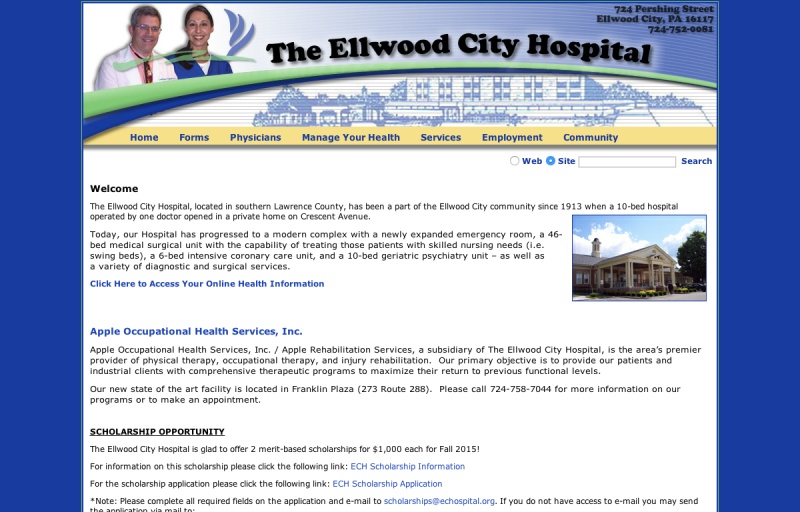 724 Pershing Street
Ellwood City, PA 16117
724-752-0081
The Ellwood City Hospital
Home Forms Physicians Manage Your Health Services Employment Community
Web Site Search
Welcome
The Ellwood City Hospital, located in southern Lawrence County, has been a part of the Ellwood City community since 1913 when a 10-bed hospital
operated by one doctor opened in a private home on Crescent Avenue.
Today, our Hospital has progressed to a modern complex with a newly expanded emergency room, a 46-
bed medical surgical unit with the capability of treating those patients with skilled nursing needs (i.e.
swing beds), a 6-bed intensive coronary care unit, and a 10-bed geriatric psychiatry unit – as well as
a variety of diagnostic and surgical services.
Click Here to Access Your Online Health Information
Apple Occupational Health Services, Inc.
Apple Occupational Health Services, Inc. / Apple Rehabilitation Services, a subsidiary of The Ellwood City Hospital, is the area's premier
provider of physical therapy, occupational therapy, and injury rehabilitation. Our primary objective is to provide our patients and
industrial clients with comprehensive therapeutic programs to maximize their return to previous functional levels.
Our new state of the art facility is located in Franklin Plaza (273 Route 288). Please call 724-758-7044 for more information on our
programs or to make an appointment.
SCHOLARSHIP OPPORTUNITY
The Ellwood City Hospital is glad to offer 2 merit-based scholarships for $1,000 each for Fall 2015!
For information on this scholarship please click the following link: ECH Scholarship Information
For the scholarship application please click the following link: ECH Scholarship Application
*Note: Please complete all required fields on the application and e-mail to scholarships@echospital.org. If you do not have access to e-mail you may send
the application via mail to: